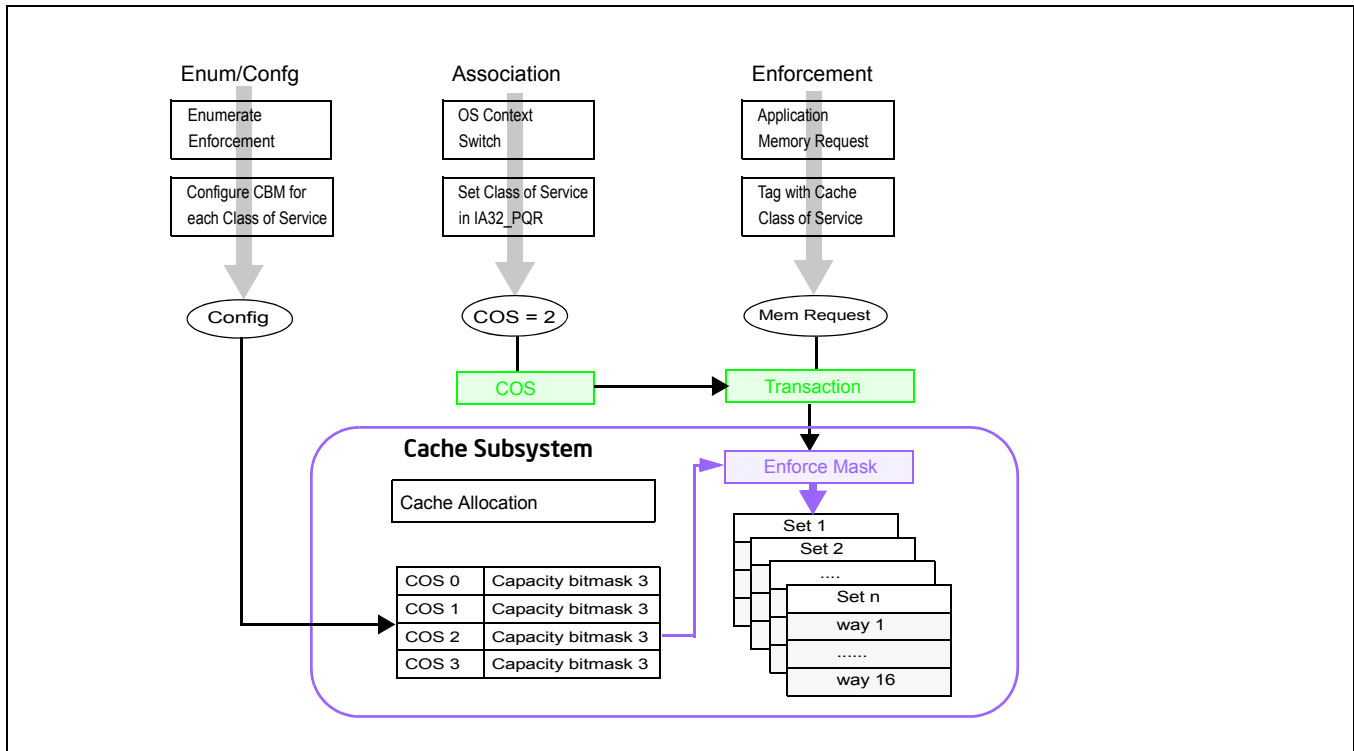 Enum/Confg
Enumerate
Enforcement
Configure CBM for
each Class of Service
Config
Association
OS Context
Switch
Set Class of Service
in IA32_PQR
COS = 2
COS
Enforcement
Application
Memory Request
Tag with Cache
Class of Service
Mem Request
Transaction
Cache Subsystem
Cache Allocation
COS 0 Capacity bitmask 3
COS 1 Capacity bitmask 3
COS 2 Capacity bitmask 3
COS 3 Capacity bitmask 3
Enforce Mask
Set 1
Set 2
....
Set n
way 1
......
way 16